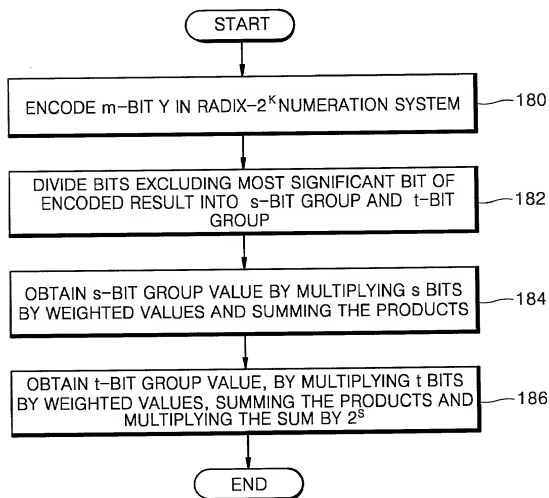 START
ENCODE m-BIT Y IN RADIX-2ᴷ NUMERATION SYSTEM
180
DIVIDE BITS EXCLUDING MOST SIGNIFICANT BIT OF
ENCODED RESULT INTO s-BIT GROUP AND t-BIT
GROUP
182
OBTAIN s-BIT GROUP VALUE BY MULTIPLYING s BITS
BY WEIGHTED VALUES AND SUMMING THE PRODUCTS
184
OBTAIN t-BIT GROUP VALUE, BY MULTIPLYING t BITS
BY WEIGHTED VALUES, SUMMING THE PRODUCTS AND
MULTIPLYING THE SUM BY 2ˢ
186
END